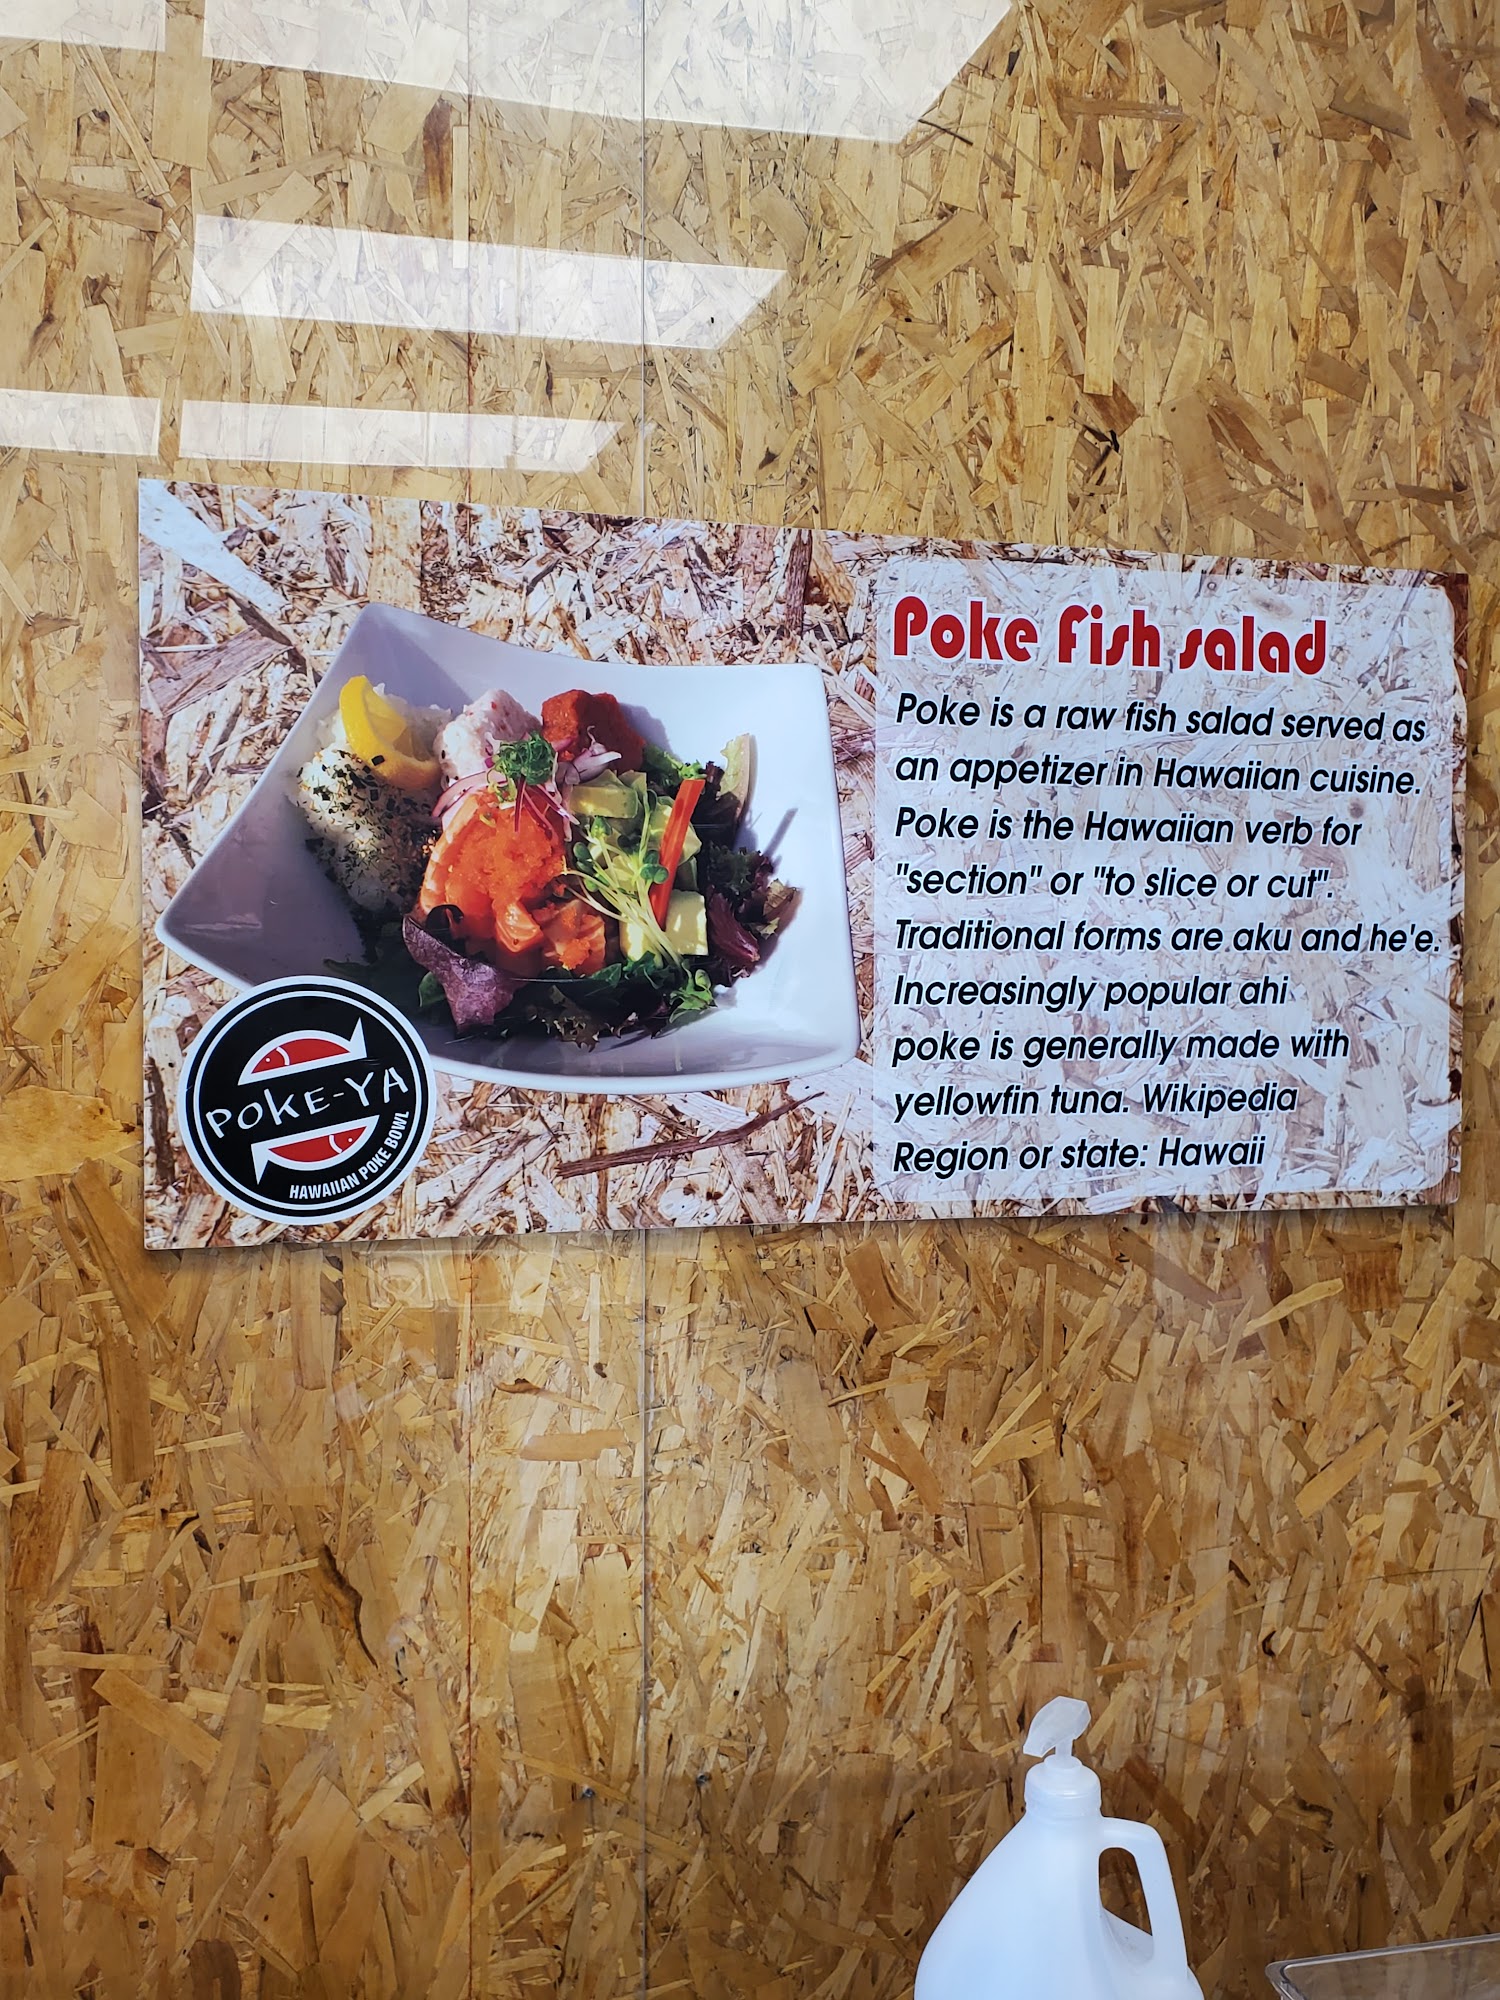 Poke Fish salad
Poke is a raw fish salad served as
an appetizer in Hawaiian cuisine.
Poke is the Hawaiian verb for
"section" or "to slice or cut".
Traditional forms are aku and he'e.
Increasingly popular ahi
poke is generally made with
yellowfin tuna. Wikipedia
Region or state: Hawaii
POKE-YA
HAWAIIAN POKE BOWL